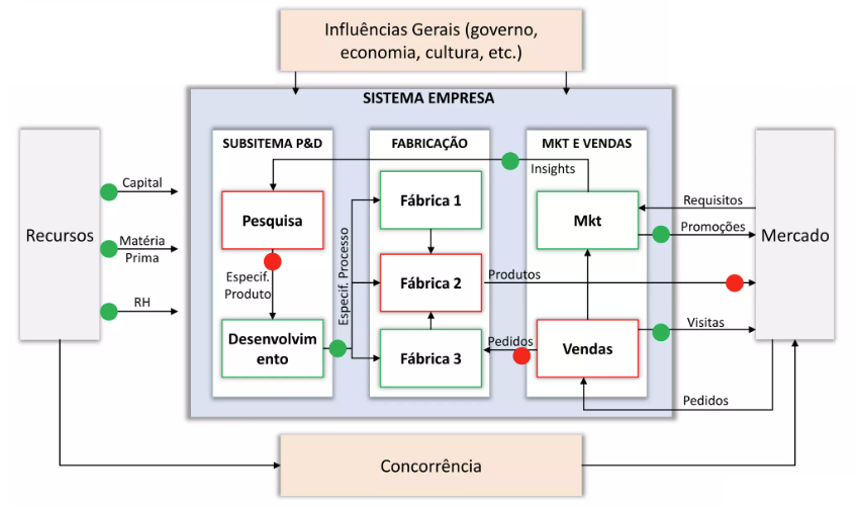 Influências Gerais (governo,
economia, cultura, etc.)
SISTEMA EMPRESA
SUBSITEMA P&D
FABRICAÇÃO
MKT E VENDAS
Recursos
Capital
Matéria
Prima
RH
Pesquisa
Especif.
Produto
Desenvolvim
ento
Especif. Processo
Fábrica 1
Fábrica 2
Fábrica 3
Insights
Mkt
Produtos
Pedidos
Vendas
Requisitos
Promoções
Visitas
Pedidos
Mercado
Concorrência